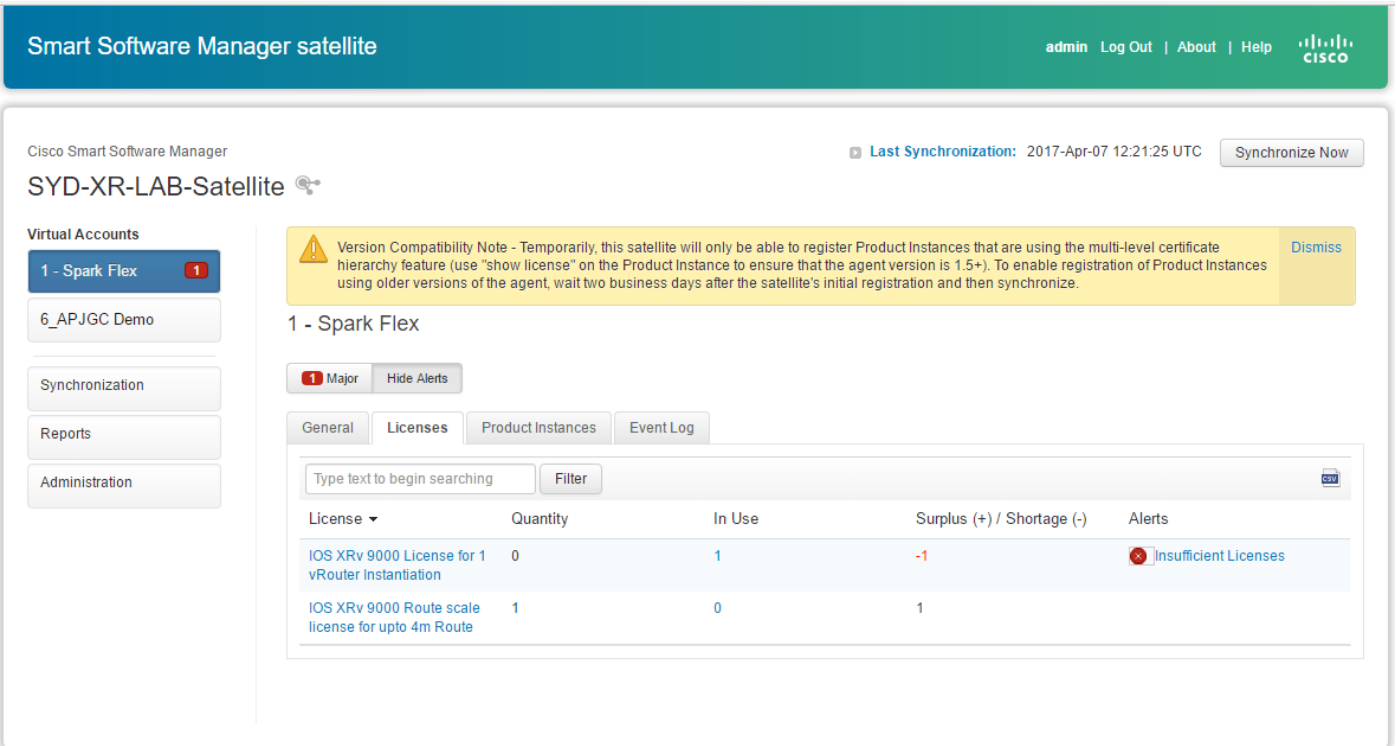 Smart Software Manager satellite
admin Log Out | About | Help
CISCO
Cisco Smart Software Manager
Last Synchronization: 2017-Apr-07 12:21:25 UTC
Synchronize Now
SYD-XR-LAB-Satellite
Virtual Accounts
1 - Spark Flex 1
6_APJGC Demo
Synchronization
Reports
Administration
Version Compatibility Note - Temporarily, this satellite will only be able to register Product Instances that are using the multi-level certificate
hierarchy feature (use "show license" on the Product Instance to ensure that the agent version is 1.5+). To enable registration of Product Instances
using older versions of the agent, wait two business days after the satellite's initial registration and then synchronize.
Dismiss
1 - Spark Flex
1 Major Hide Alerts
General Licenses Product Instances Event Log
Type text to begin searching Filter CSV
License Quantity In Use Surplus (+) / Shortage (-) Alerts
IOS XRv 9000 License for 1 0 1 -1 Insufficient Licenses
vRouter Instantiation
IOS XRv 9000 Route scale 1 0 1
license for upto 4m Route